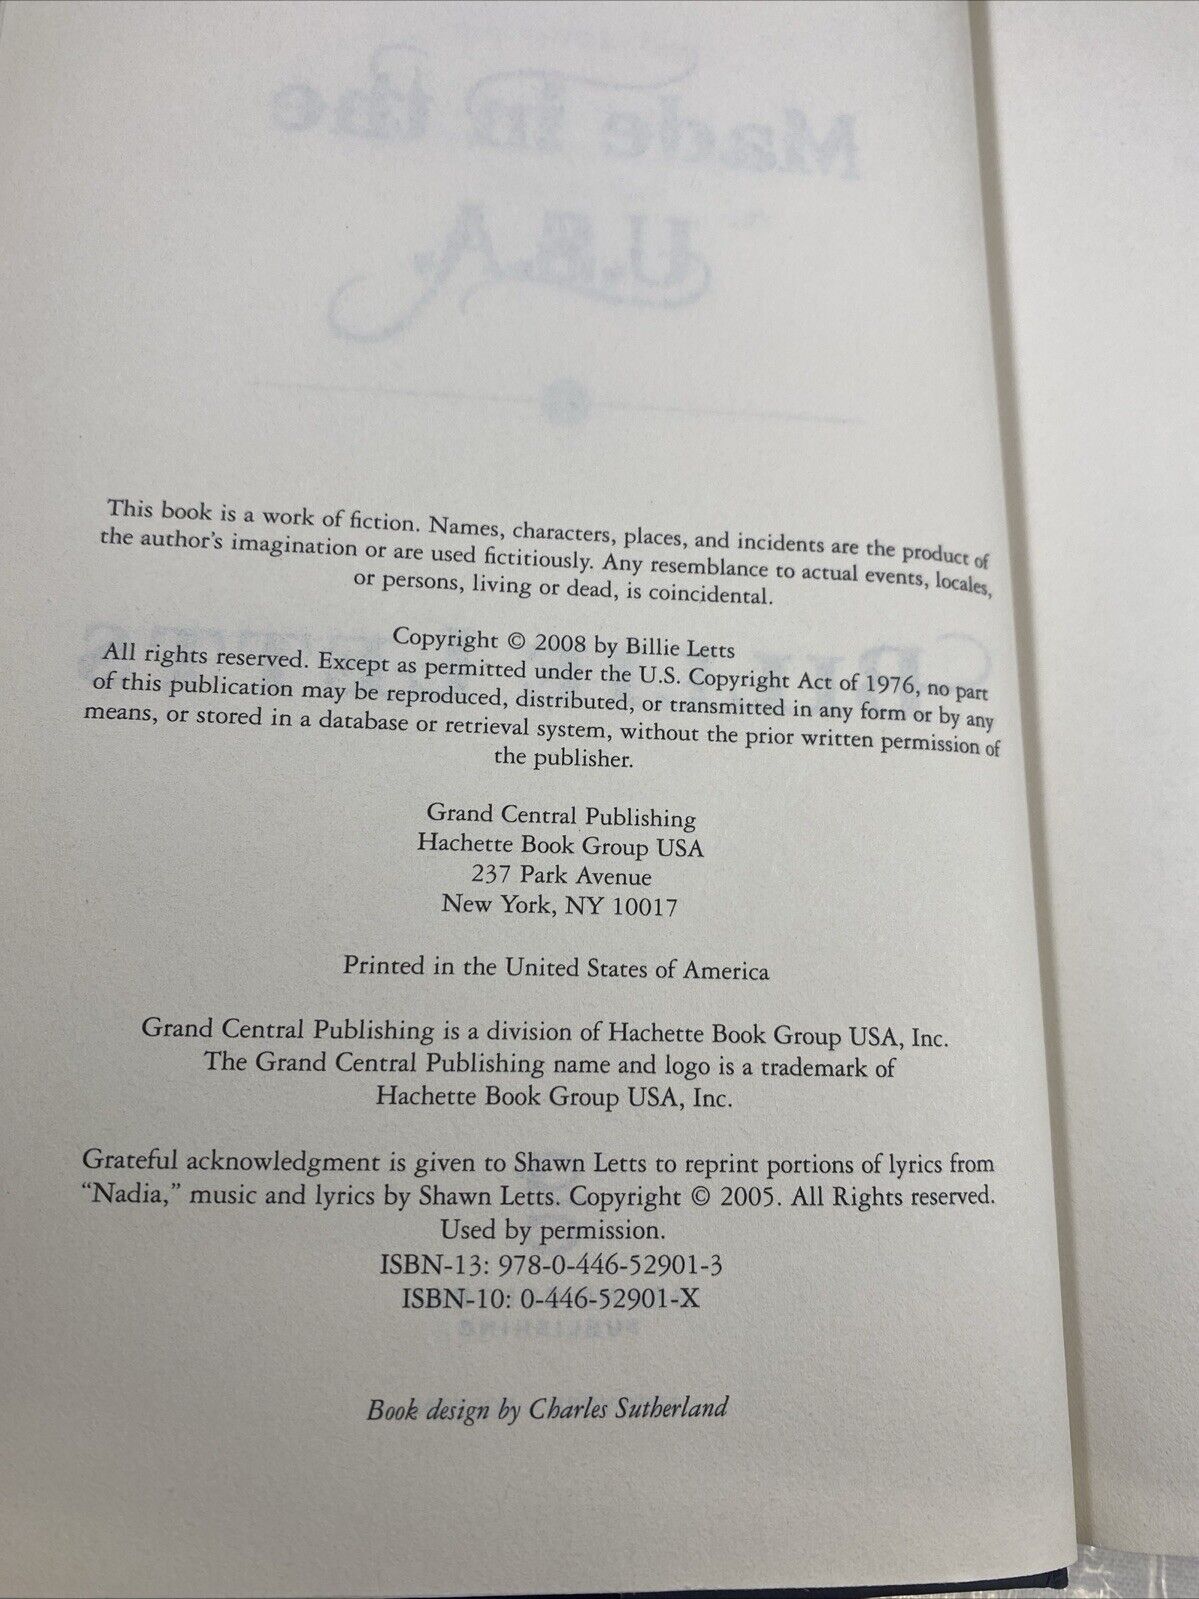 Made in the
U.S.A.
This book is a work of fiction. Names, characters, places, and incidents are the product of
the author's imagination or are used fictitiously. Any resemblance to actual events, locales,
or persons, living or dead, is coincidental.
Copyright © 2008 by Billie Letts
All rights reserved. Except as permitted under the U.S. Copyright Act of 1976, no part
of this publication may be reproduced, distributed, or transmitted in any form or by any
means, or stored in a database or retrieval system, without the prior written permission of
the publisher.
Grand Central Publishing
Hachette Book Group USA
237 Park Avenue
New York, NY 10017
Printed in the United States of America
Grand Central Publishing is a division of Hachette Book Group USA, Inc.
The Grand Central Publishing name and logo is a trademark of
Hachette Book Group USA, Inc.
Grateful acknowledgment is given to Shawn Letts to reprint portions of lyrics from
“Nadia,” music and lyrics by Shawn Letts. Copyright © 2005. All Rights reserved.
Used by permission.
ISBN-13: 978-0-446-52901-3
ISBN-10: 0-446-52901-X
PUBLISHING
Book design by Charles Sutherland